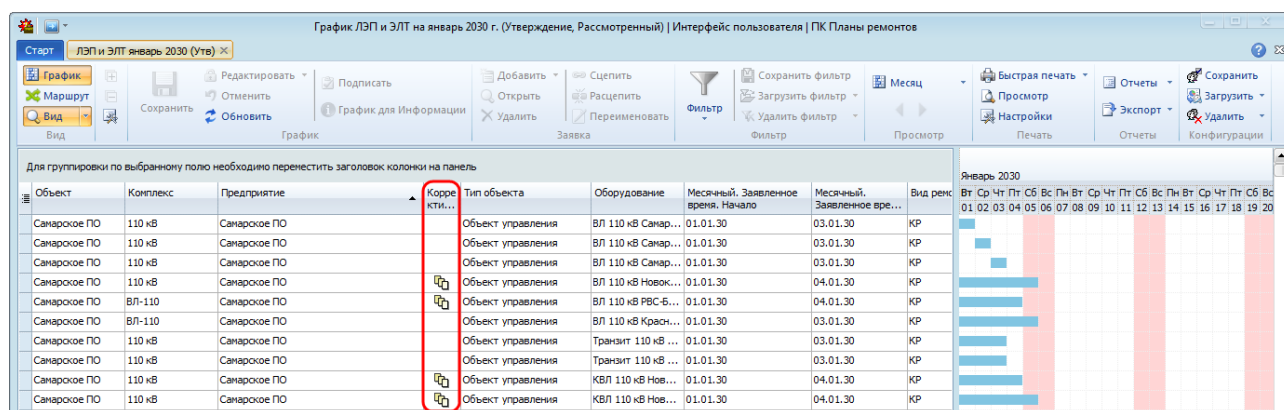 График ЛЭП и ЭЛТ на январь 2030 г. (Утверждение, Рассмотренный) | Интерфейс пользователя | ПК Планы ремонтов
Старт ЛЭП и ЭЛТ январь 2030 (Утв)
График Редактировать Подписать Добавить Сцепить Сохранить фильтр Месяц Быстрая печать Отчеты Сохранить
Маршрут Сохранить Отменить Открыть Расцепить Фильтр Загрузить фильтр Просмотр Загрузить
Вид Обновить График для Информации Удалить Переименовать Удалить фильтр Настройки Экспорт Удалить
Вид График Заявка Фильтр Просмотр Печать Отчеты Конфигурации
Для группировки по выбранному полю необходимо переместить заголовок колонки на панель
Январь 2030
Объект Комплекс Предприятие Корре Тип объекта Оборудование Месячный. Заявленное Месячный. Вид ремо Вт Ср Чт Пт Сб Вс Пн Вт Ср Чт Пт Сб Вс Пн Вт Ср Чт Пт Сб Вс
кти... время. Начало Заявленное вре... 01 02 03 04 05 06 07 08 09 10 11 12 13 14 15 16 17 18 19 20
Самарское ПО 110 кВ Самарское ПО Объект управления ВЛ 110 кВ Самар... 01.01.30 03.01.30 КР
Самарское ПО 110 кВ Самарское ПО Объект управления ВЛ 110 кВ Самар... 01.01.30 03.01.30 КР
Самарское ПО 110 кВ Самарское ПО Объект управления ВЛ 110 кВ Самар... 01.01.30 03.01.30 КР
Самарское ПО 110 кВ Самарское ПО Объект управления ВЛ 110 кВ Новок... 01.01.30 04.01.30 КР
Самарское ПО ВЛ-110 Самарское ПО Объект управления ВЛ 110 кВ РВС-Б... 01.01.30 04.01.30 КР
Самарское ПО ВЛ-110 Самарское ПО Объект управления ВЛ 110 кВ Красн... 01.01.30 03.01.30 КР
Самарское ПО 110 кВ Самарское ПО Объект управления Транзит 110 кВ ... 01.01.30 03.01.30 КР
Самарское ПО 110 кВ Самарское ПО Объект управления Транзит 110 кВ ... 01.01.30 03.01.30 КР
Самарское ПО 110 кВ Самарское ПО Объект управления КВЛ 110 кВ Нов... 01.01.30 04.01.30 КР
Самарское ПО 110 кВ Самарское ПО Объект управления КВЛ 110 кВ Нов... 01.01.30 04.01.30 КР